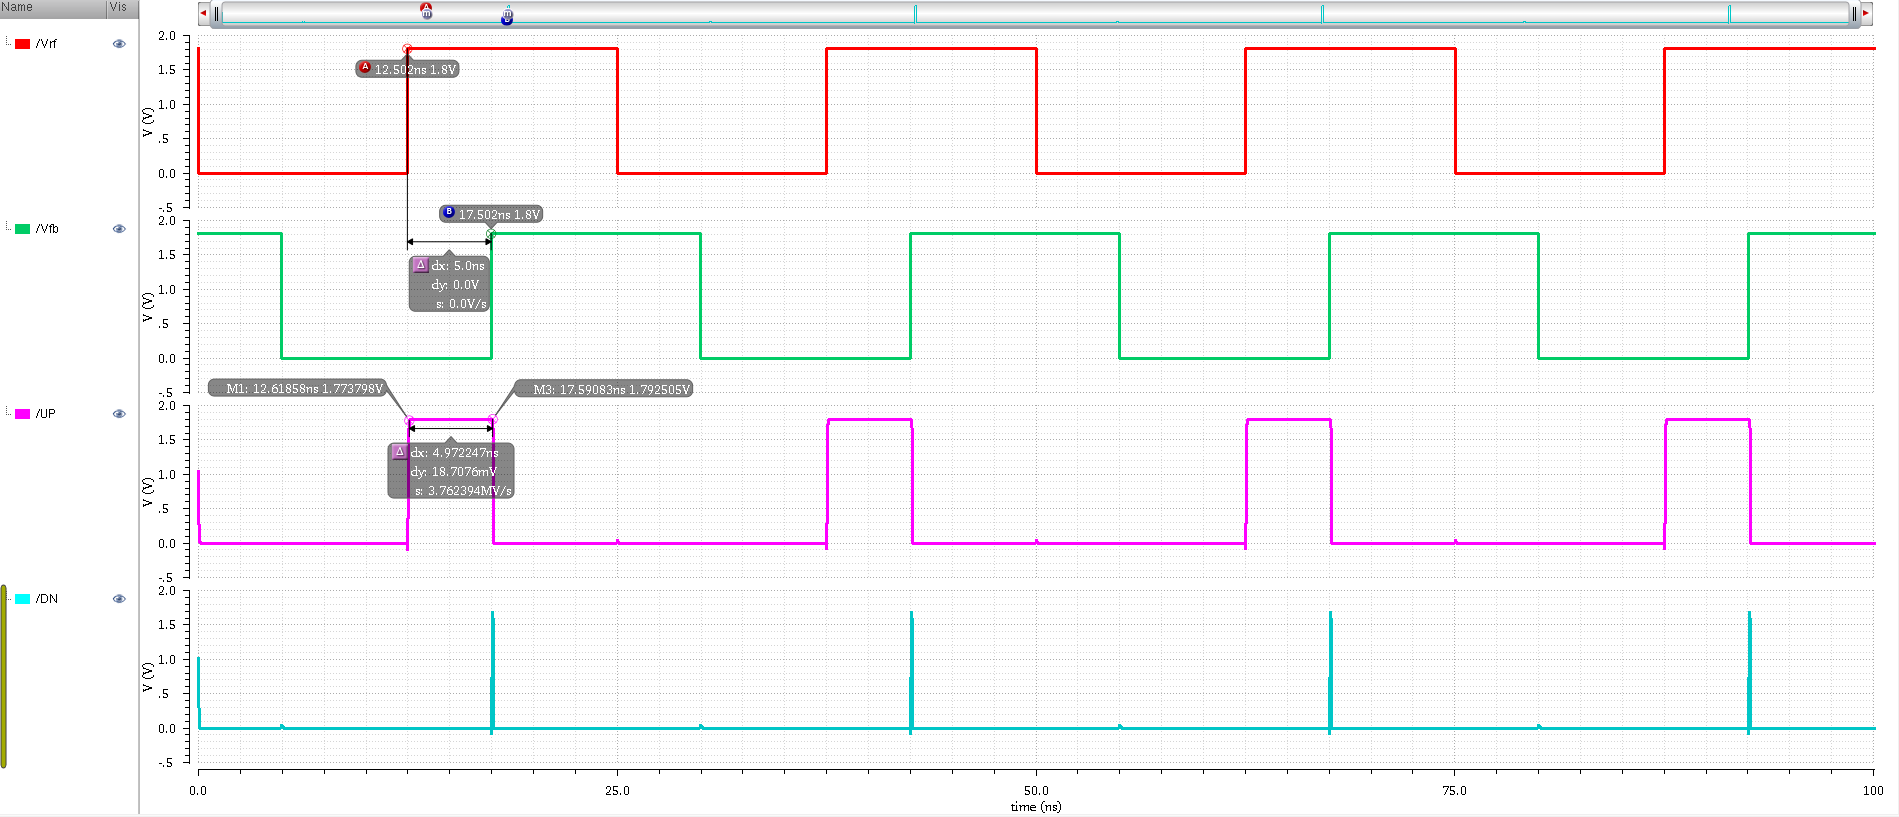 Name Vis
/Vrf
2.0
1.5
1.0
.5
0.0
-.5
V (V)
A 12.502ns 1.8V
/Vfb
2.0
1.5
1.0
.5
0.0
-.5
V (V)
B 17.502ns 1.8V
Δ dx: 5.0ns
dy: 0.0V
s: 0.0V/s
/UP
2.0
1.5
1.0
.5
0.0
-.5
V (V)
M1: 12.61858ns 1.773798V
M3: 17.59083ns 1.792505V
Δ dx: 4.972247ns
dy: 18.7076mV
s: 3.762394MV/s
/DN
2.0
1.5
1.0
.5
0.0
-.5
V (V)
0.0 25.0 50.0 75.0 100
time (ns)